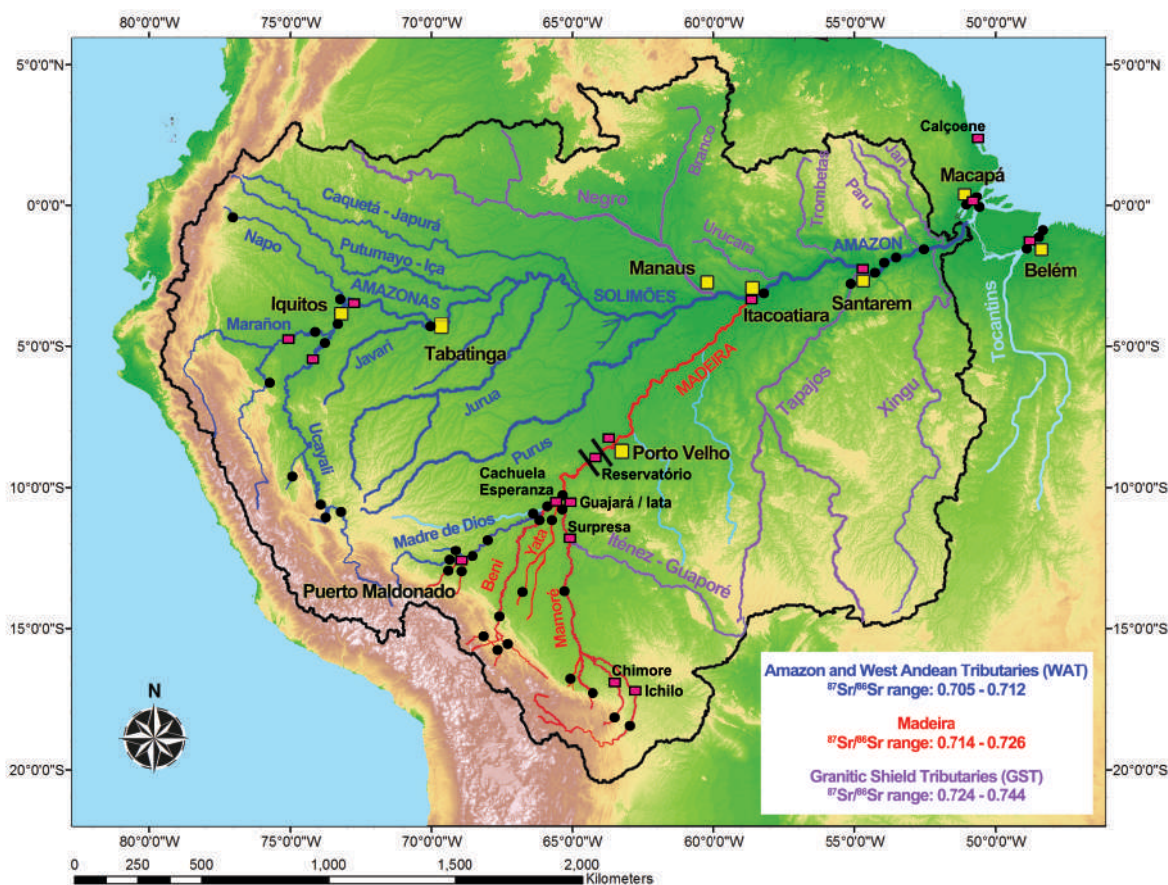 80°0'0"W 75°0'0"W 70°0'0"W 65°0'0"W 60°0'0"W 55°0'0"W 50°0'0"W
5°0'0"N 5°0'0"N
Calçoene
Macapá
Branco
Trombetas
Jari
Paru
Negro
0°0'0" 0°0'0"
Caquetá - Japurá
Urucara
Napo
Putumayo - Iça
AMAZON
Manaus
Belém
AMAZONAS
SOLIMÕES
Iquitos
Santarem
Itacoatiara
Marañon
Tabatinga
Tocantins
5°0'0"S 5°0'0"S
Javari
MADEIRA
Tapajos
Xingu
Jurua
Purus
Ucayali
Porto Velho
Cachuela
Esperanza
Reservatório
10°0'0"S 10°0'0"S
Guajará / Iata
Surpresa
Madre de Dios
Yata
Iténez - Guaporé
Beni
Puerto Maldonado
Mamoré
15°0'0"S 15°0'0"S
Chimore
Ichilo
Amazon and West Andean Tributaries (WAT)
⁸⁷Sr/⁸⁶Sr range: 0.705 - 0.712
N
Madeira
⁸⁷Sr/⁸⁶Sr range: 0.714 - 0.726
Granitic Shield Tributaries (GST)
⁸⁷Sr/⁸⁶Sr range: 0.724 - 0.744
20°0'0"S 20°0'0"S
80°0'0"W 75°0'0"W 70°0'0"W 65°0'0"W 60°0'0"W 55°0'0"W 50°0'0"W
0 250 500 1,000 1,500 2,000
Kilometers